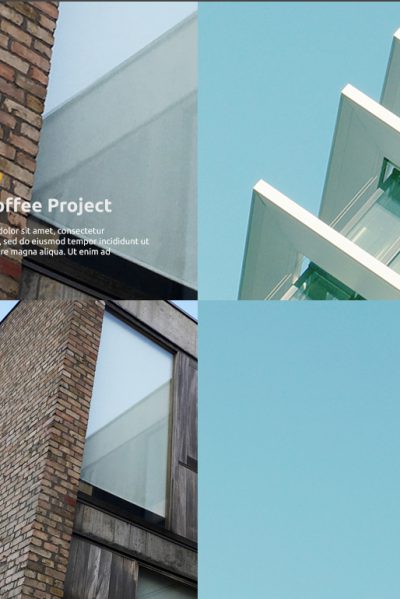 offee Project
dolor sit amet, consectetur
, sed do eiusmod tempor incididunt ut
re magna aliqua. Ut enim ad